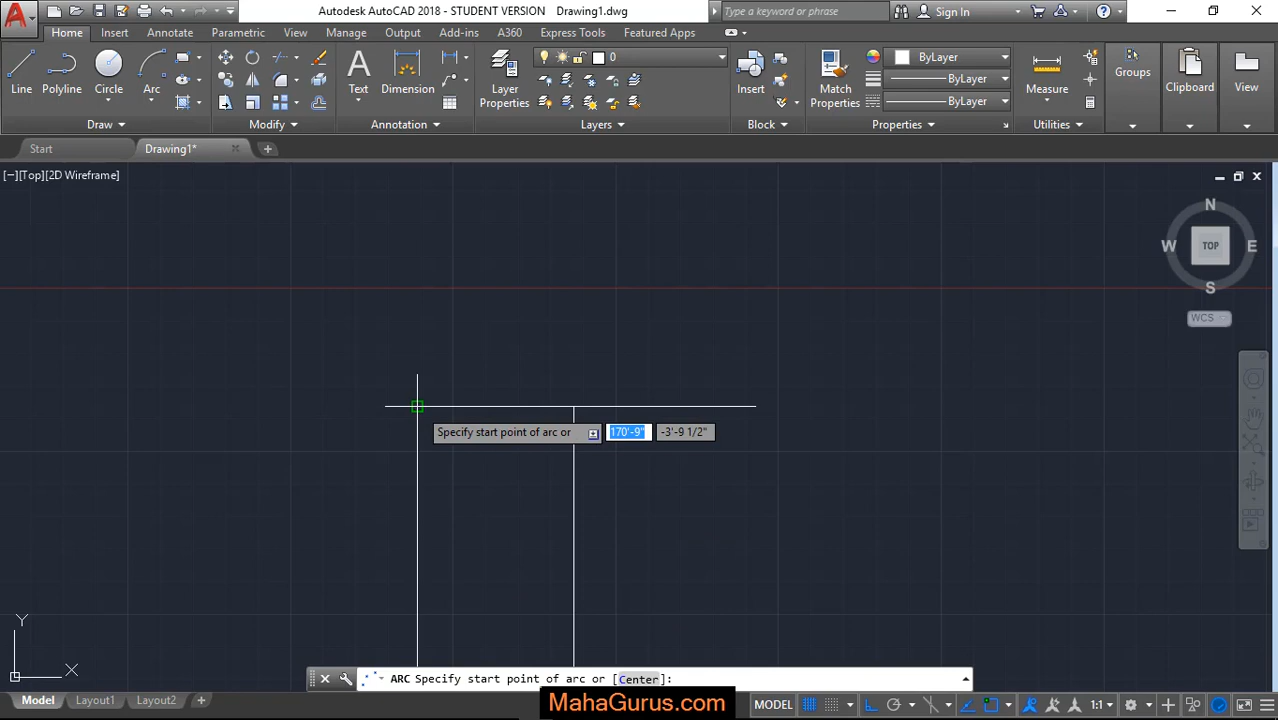 Autodesk AutoCAD 2018 - STUDENT VERSION Drawing1.dwg
Type a keyword or phrase
Sign In
Home Insert Annotate Parametric View Manage Output Add-ins A360 Express Tools Featured Apps
Line Polyline Circle Arc
Text Dimension
Layer Properties
0
Insert
Match Properties
ByLayer
ByLayer
ByLayer
Measure
Groups
Clipboard
View
Draw Modify Annotation Layers Block Properties Utilities
Start Drawing1*
[−][Top][2D Wireframe]
N
W TOP E
S
WCS
Specify start point of arc or 170'-9" -3'-9 1/2"
Y
X
ARC Specify start point of arc or [Center]:
Model Layout1 Layout2
MahaGurus.com
MODEL 1:1